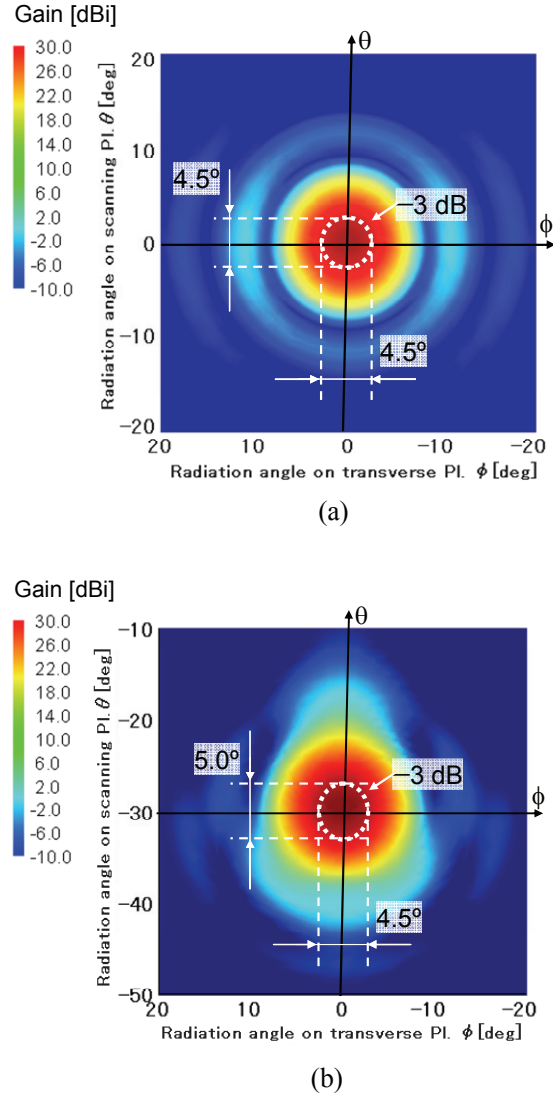 Gain [dBi]
30.0
26.0
22.0
18.0
14.0
10.0
6.0
2.0
-2.0
-6.0
-10.0
Radiation angle on scanning Pl. θ [deg]
20
10
0
-10
-20
θ
ϕ
4.5º
–3 dB
4.5º
20 10 0 -10 -20
Radiation angle on transverse Pl. ϕ [deg]
(a)
Gain [dBi]
30.0
26.0
22.0
18.0
14.0
10.0
6.0
2.0
-2.0
-6.0
-10.0
Radiation angle on scanning Pl. θ [deg]
-10
-20
-30
-40
-50
θ
ϕ
5.0º
–3 dB
4.5º
20 10 0 -10 -20
Radiation angle on transverse Pl. ϕ [deg]
(b)